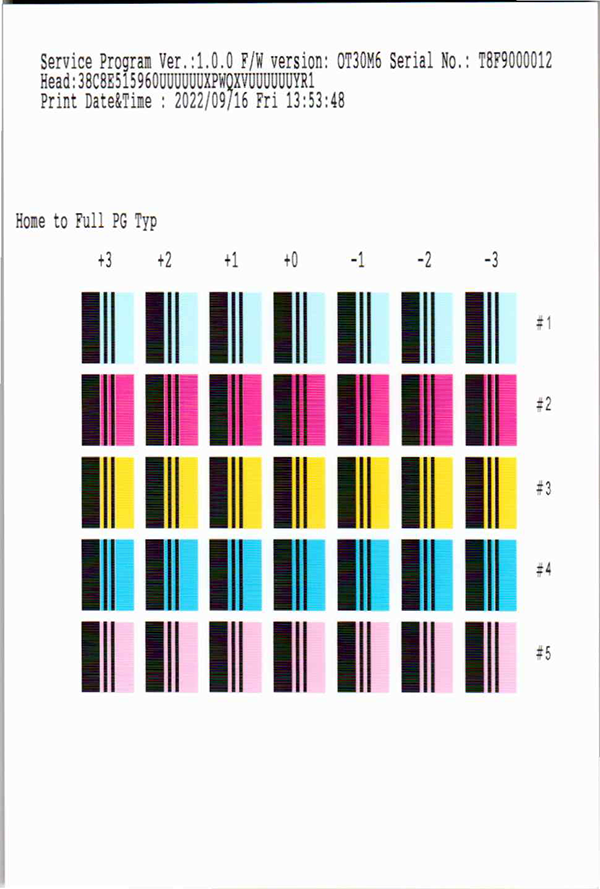 Service Program Ver.:1.0.0 F/W version: OT30M6 Serial No.: T8F9000012
Head:38C8E515960UUUUUUXPWQXVUUUUUUYR1
Print Date&Time : 2022/09/16 Fri 13:53:48
Home to Full PG Typ
+3 +2 +1 +0 -1 -2 -3
#1
#2
#3
#4
#5